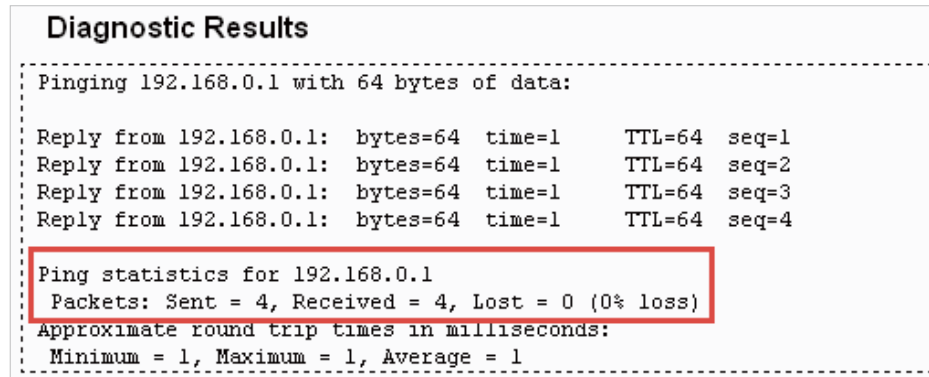 Diagnostic Results
Pinging 192.168.0.1 with 64 bytes of data:
Reply from 192.168.0.1: bytes=64 time=1 TTL=64 seq=1
Reply from 192.168.0.1: bytes=64 time=1 TTL=64 seq=2
Reply from 192.168.0.1: bytes=64 time=1 TTL=64 seq=3
Reply from 192.168.0.1: bytes=64 time=1 TTL=64 seq=4
Ping statistics for 192.168.0.1
Packets: Sent = 4, Received = 4, Lost = 0 (0% loss)
Approximate round trip times in milliseconds:
Minimum = 1, Maximum = 1, Average = 1